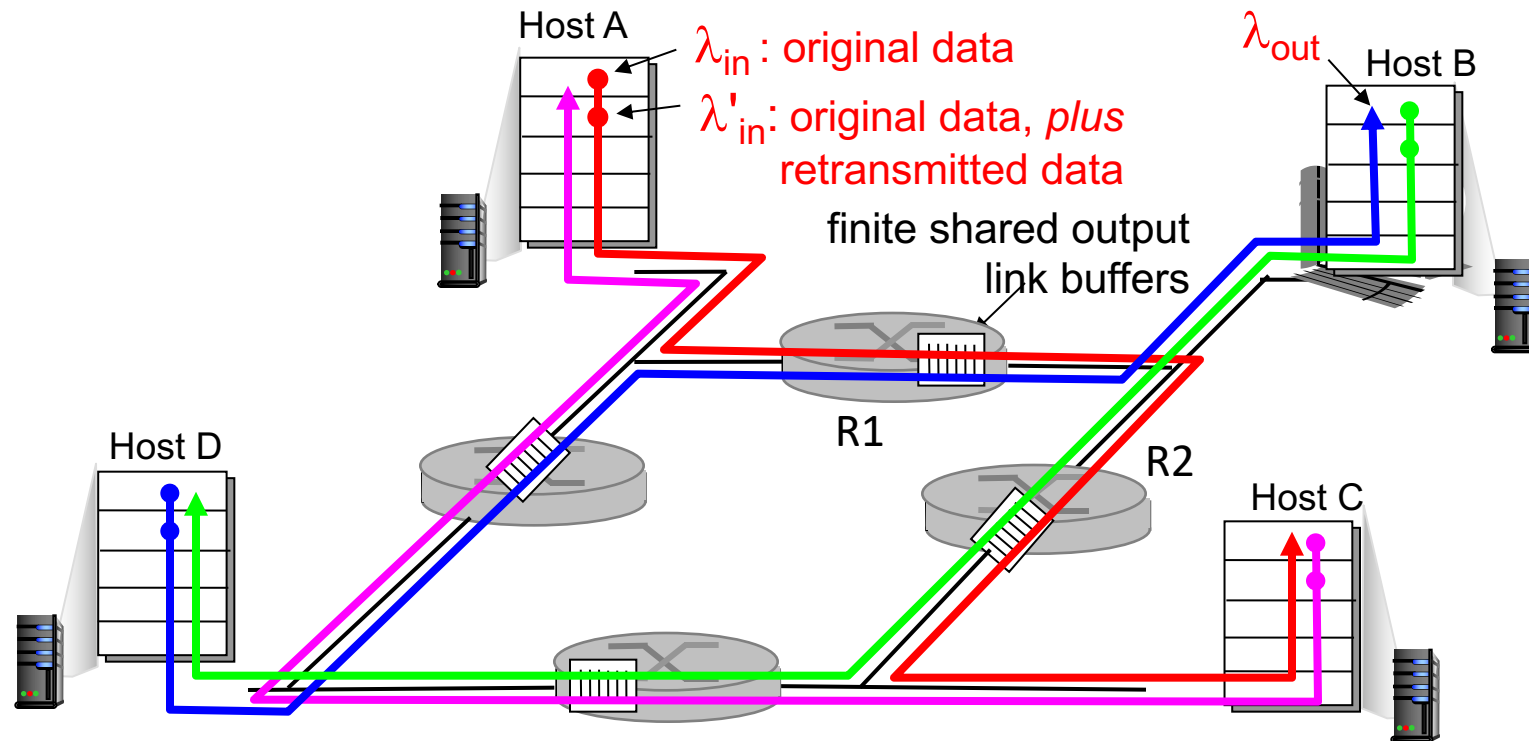 Host A
λin : original data
λ'in: original data, plus
retransmitted data
λout
Host B
finite shared output
link buffers
R1
R2
Host D
Host C